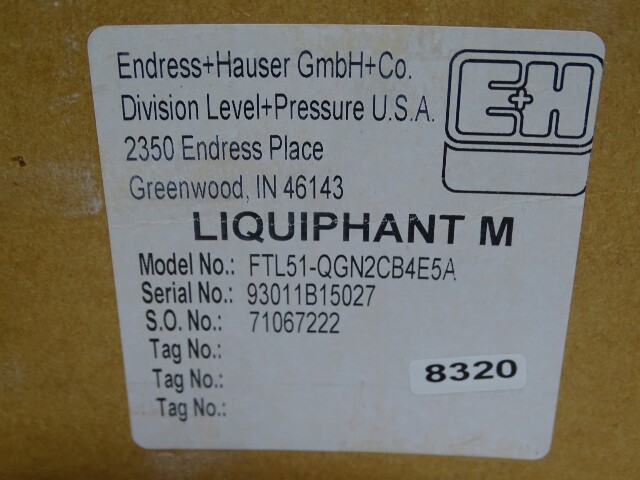 Endress+Hauser GmbH+Co.
Division Level+Pressure U.S.A.
2350 Endress Place
Greenwood, IN 46143
E+H
LIQUIPHANT M
Model No.: FTL51-QGN2CB4E5A
Serial No.: 93011B15027
S.O. No.: 71067222
Tag No.:
Tag No.:
Tag No.:
8320